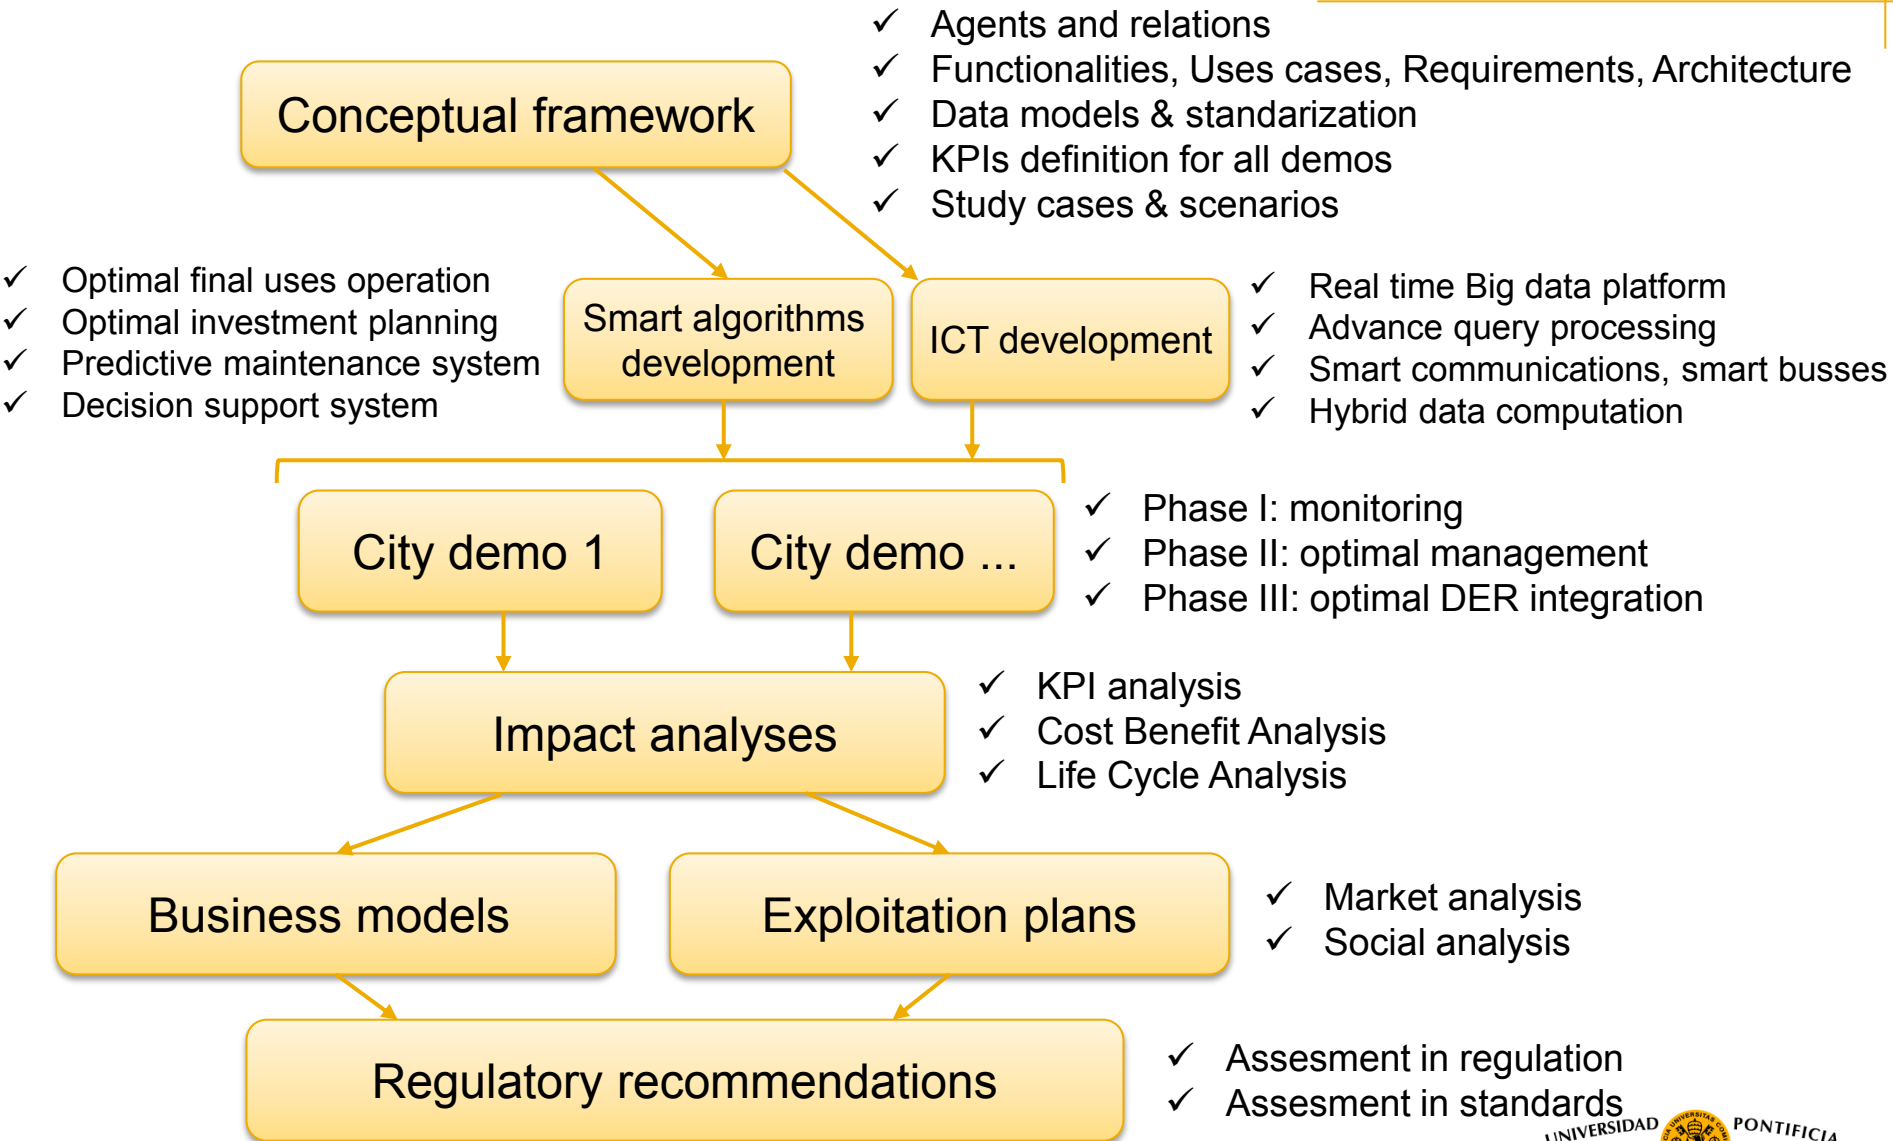 ✓ Agents and relations
✓ Functionalities, Uses cases, Requirements, Architecture
✓ Data models & standarization
✓ KPIs definition for all demos
✓ Study cases & scenarios
Conceptual framework
✓ Optimal final uses operation
✓ Optimal investment planning
✓ Predictive maintenance system
✓ Decision support system
Smart algorithms
development
ICT development
✓ Real time Big data platform
✓ Advance query processing
✓ Smart communications, smart busses
✓ Hybrid data computation
City demo 1
City demo ...
✓ Phase I: monitoring
✓ Phase II: optimal management
✓ Phase III: optimal DER integration
Impact analyses
✓ KPI analysis
✓ Cost Benefit Analysis
✓ Life Cycle Analysis
Business models
Exploitation plans
✓ Market analysis
✓ Social analysis
Regulatory recommendations
✓ Assesment in regulation
✓ Assesment in standards
UNIVERSIDAD PONTIFICIA